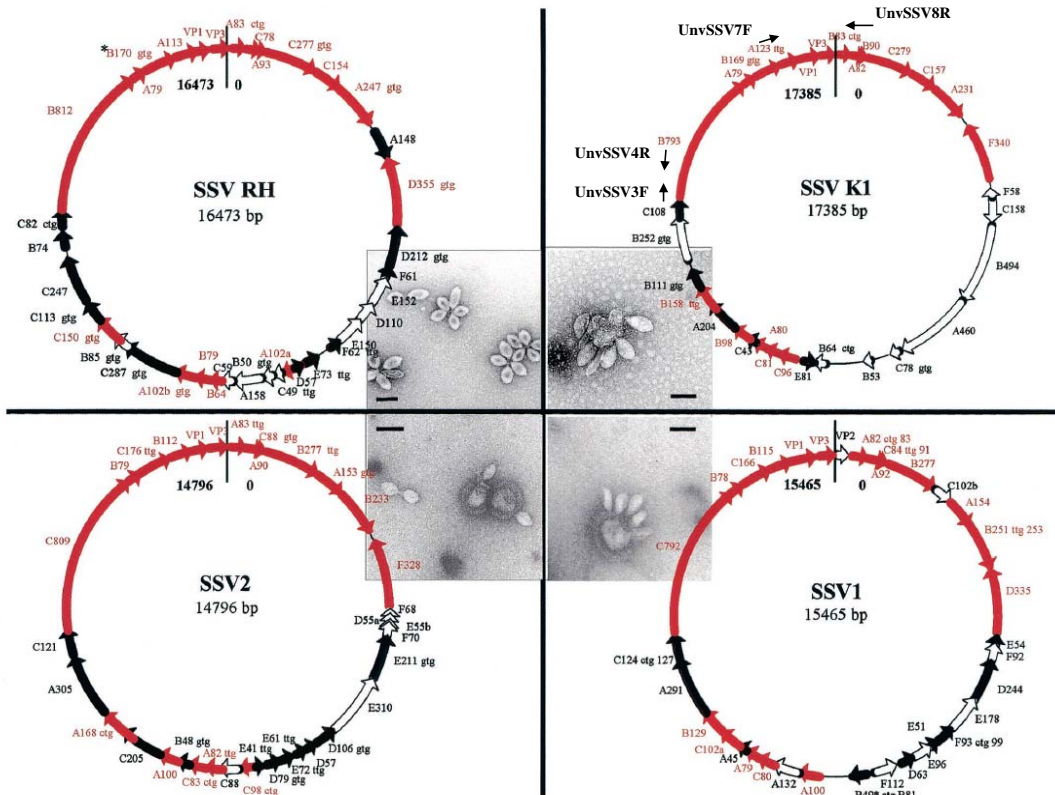 SSV RH
16473 bp
16473
0
VP3
A83 ctg
C78
A93
C277 gtg
C154
A247 gtg
A148
D355 gtg
D212 gtg
F61
E152
D110
E150
F62 ttg
E73 ttg
D57
C49 ttg
A102a
B50 gtg
A158
C59
B79
B64
A102b gtg
C287 gtg
B85 gtg
C150 gtg
C113 gtg
C247
B74
C82 ctg
B812
A79
*B170 gtg
A113
VP1
UnvSSV7F
UnvSSV8R
UnvSSV4R
UnvSSV3F
SSV K1
17385 bp
17385
0
VP3
B83 ctg
B90
A82
C279
C157
A231
F340
F58
C158
B494
A460
C78 gtg
B53
B64 ctg
E81
C96
A80
C81
C43
B98
A204
B158 ttg
B111 gtg
B252 gtg
C108
B793
A79
B169 gtg
A123 ttg
VP1
SSV2
14796 bp
14796
0
A83 ttg
C88 gtg
A90
B277 ttg
A153 gtg
B233
F328
F68
D55a
E55b
F70
E211 gtg
E310
D106 gtg
D57
E61 ttg
E72 ttg
D79 gtg
E41 ttg
C98 ctg
C88
A82 ttg
C83 ctg
B48 gtg
A100
C205
A168 ctg
A305
C121
C809
B79
C176 ttg
B112
VP1
SSV1
15465 bp
15465
0
VP3
VP2
A82 ctg 83
C84 ttg 91
A92
B277
C102b
A154
B251 ttg 253
D335
E54
F92
D244
E178
F93 ctg 99
E51
E96
D63
F112
A100
A132
C80
A79
A45
C102a
B129
A291
C124 ctg 127
C792
B78
C166
B115
VP1